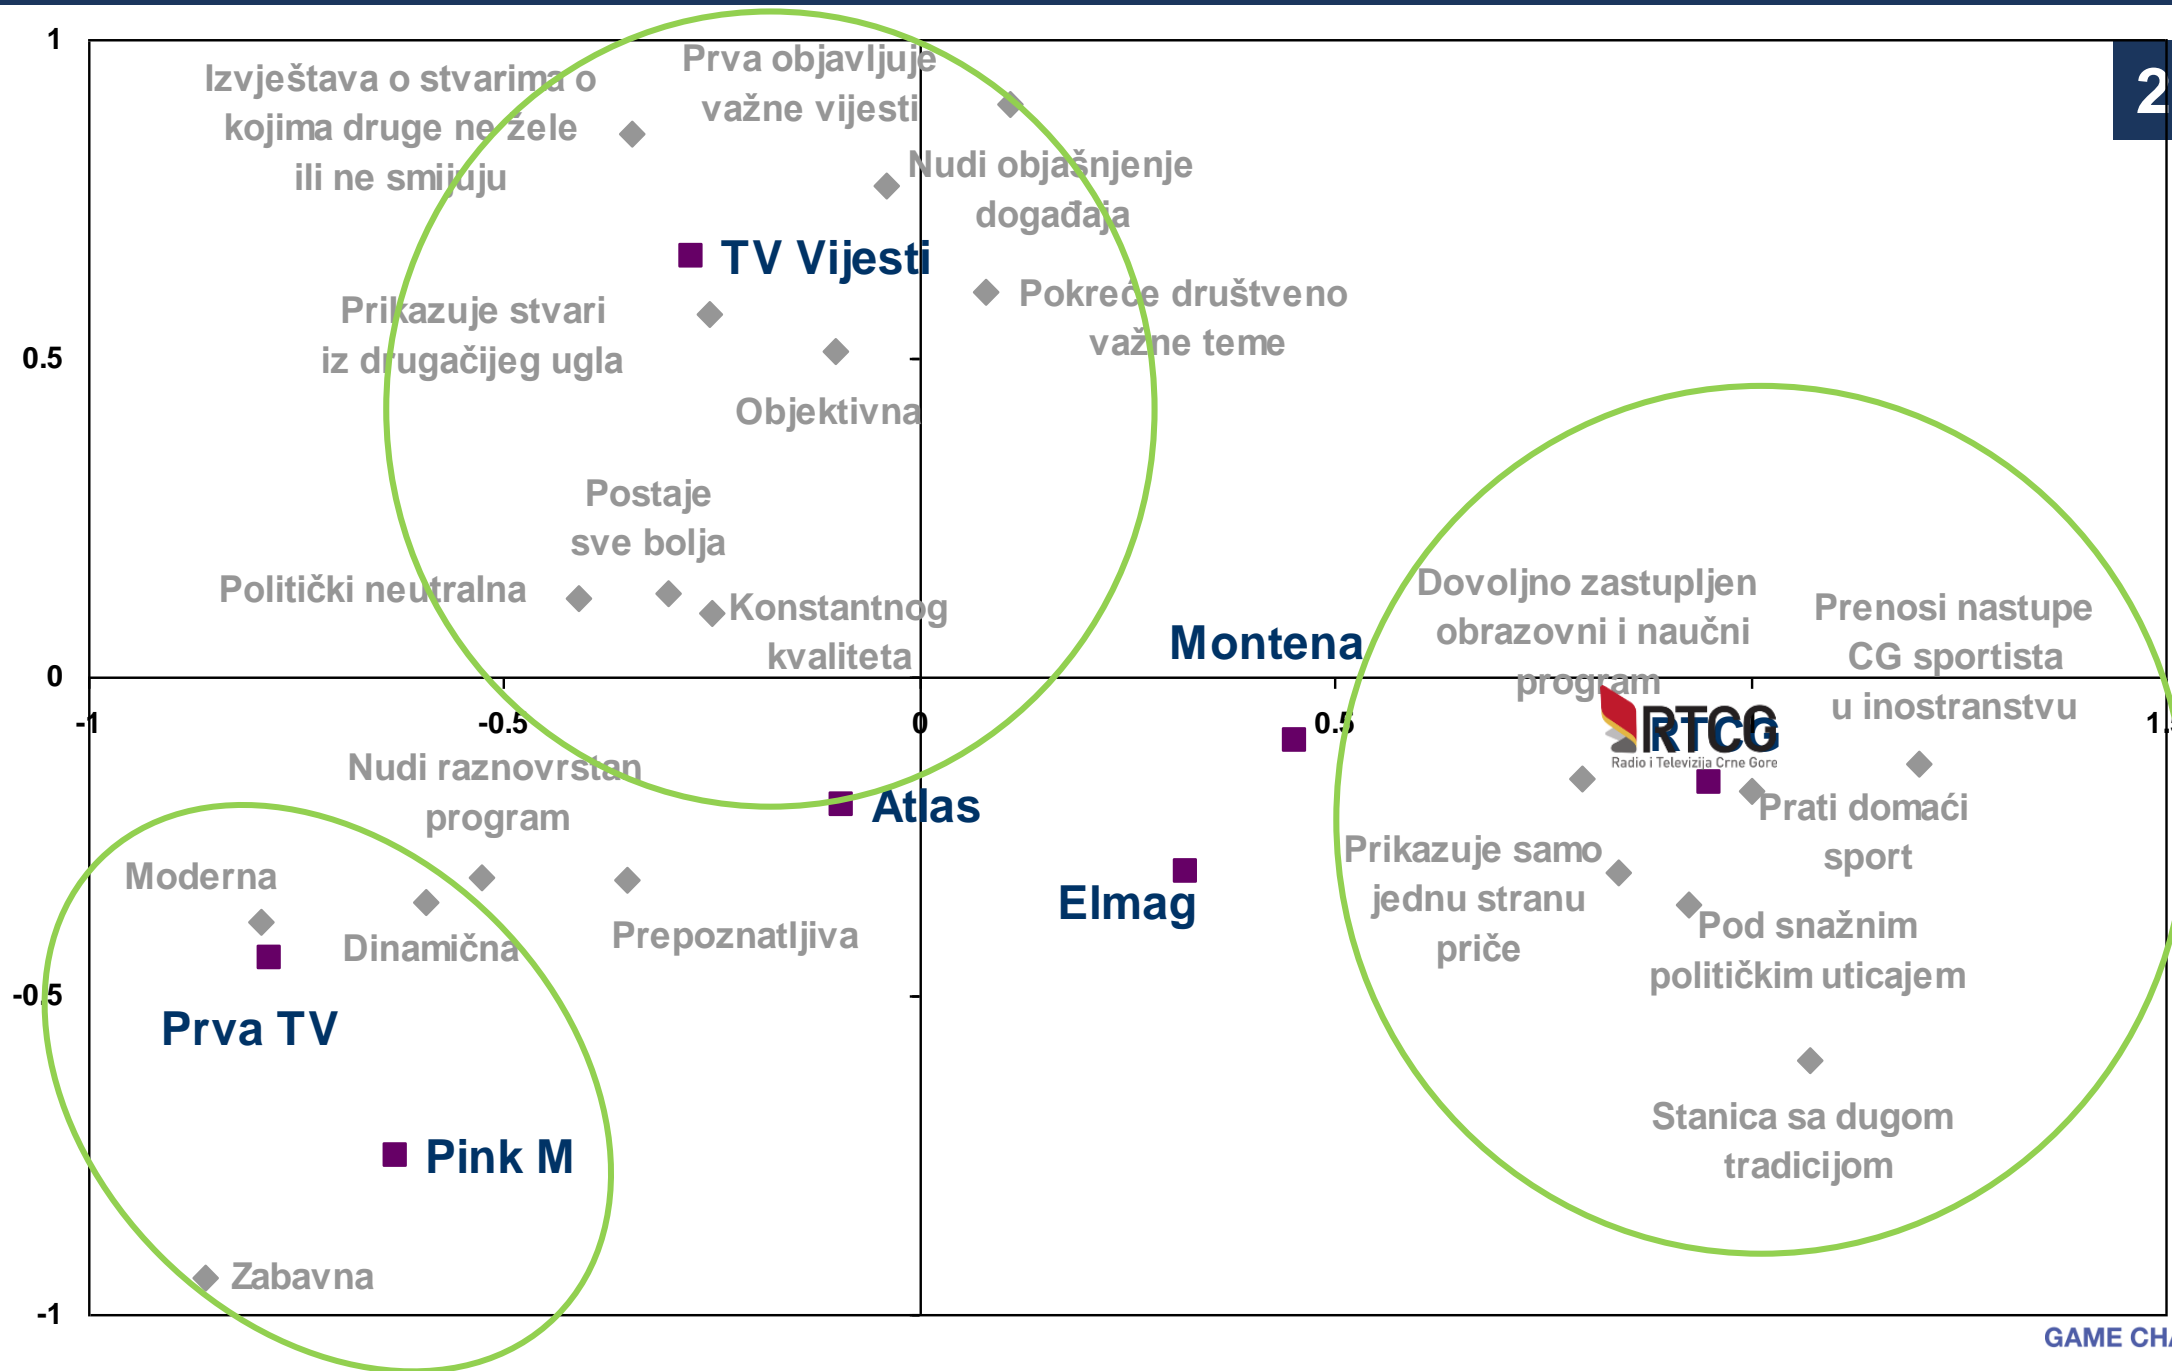 1
Izvještava o stvarima o
kojima druge ne žele
ili ne smijuju
Prva objavljuje
važne vijesti
2
Nudi objašnjenje
događaja
TV Vijesti
Prikazuje stvari
iz drugačijeg ugla
Pokreće društveno
važne teme
0.5
Objektivna
Postaje
sve bolja
Politički neutralna
Konstantnog
kvaliteta
Montena
Dovoljno zastupljen
obrazovni i naučni
program
Prenosi nastupe
CG sportista
u inostranstvu
0
-1
-0.5
0
0.5
RTCG
Radio i Televizija Crne Gore
Nudi raznovrstan
program
Atlas
Prati domaći
sport
Moderna
Dinamična
Prepoznatljiva
Elmag
Prikazuje samo
jednu stranu
priče
Pod snažnim
političkim uticajem
-0.5
Prva TV
Pink M
Stanica sa dugom
tradicijom
Zabavna
-1
GAME CHA